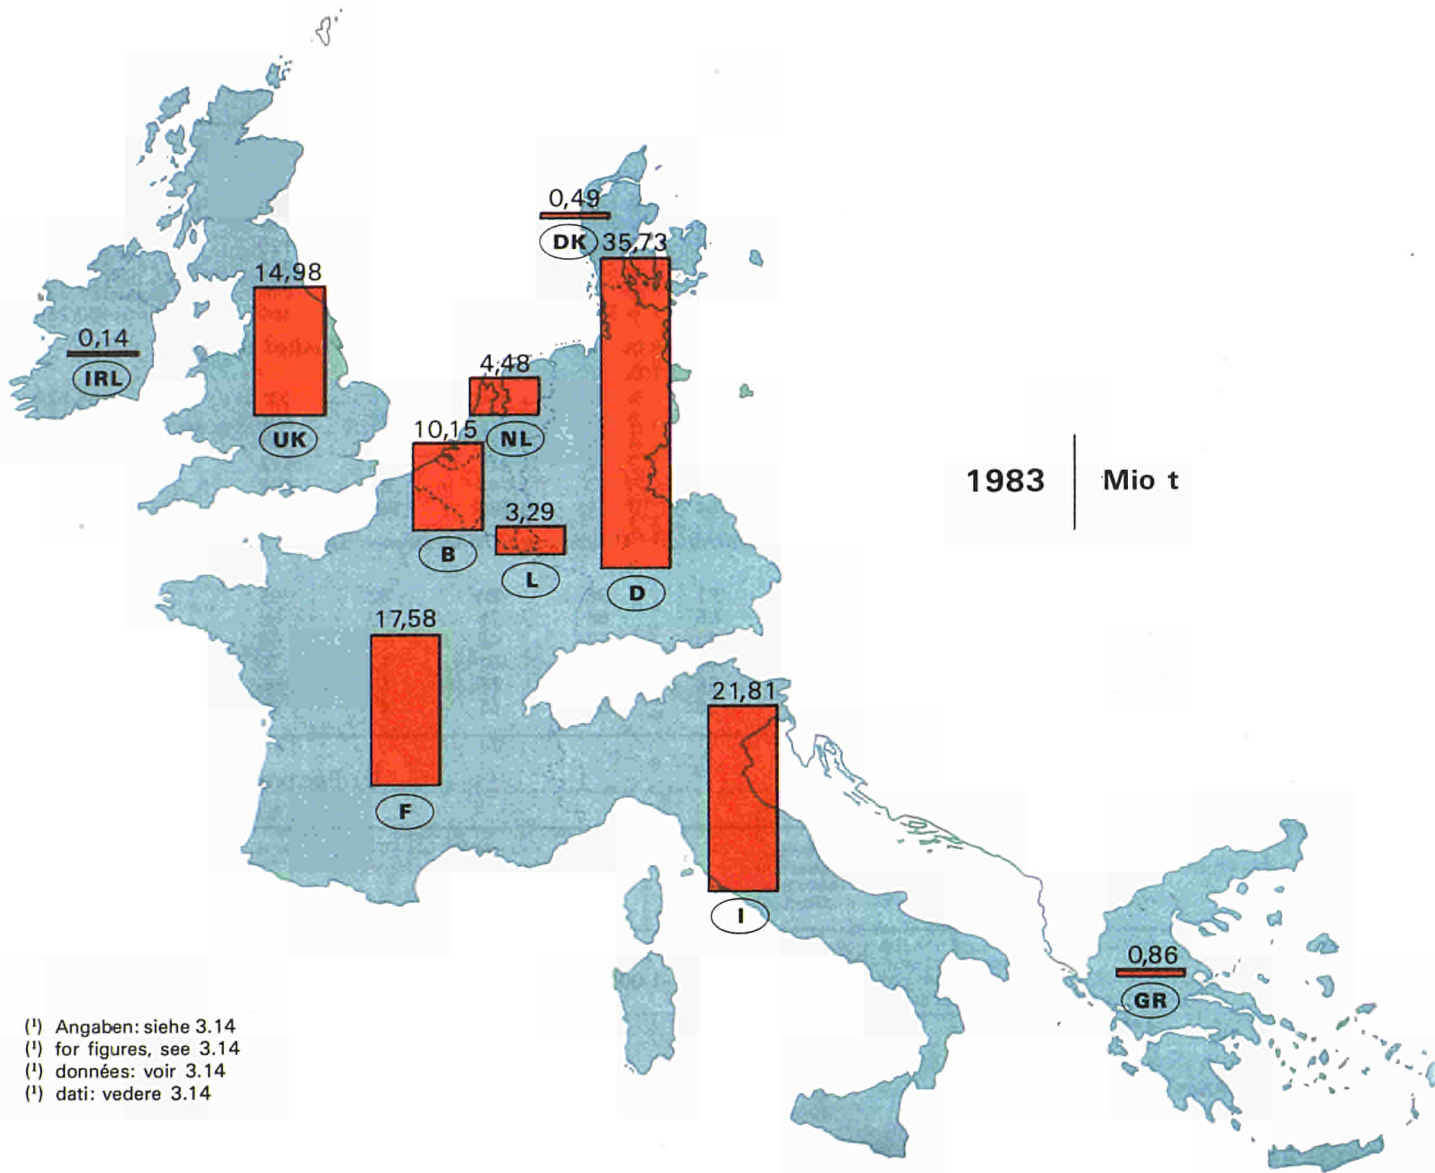 0,49
DK
35,73
14,98
0,14
IRL
UK
4,48
NL
10,15
B
3,29
L
D
1983 | Mio t
17,58
F
21,81
I
0,86
GR
(¹) Angaben: siehe 3.14
(¹) for figures, see 3.14
(¹) données: voir 3.14
(¹) dati: vedere 3.14